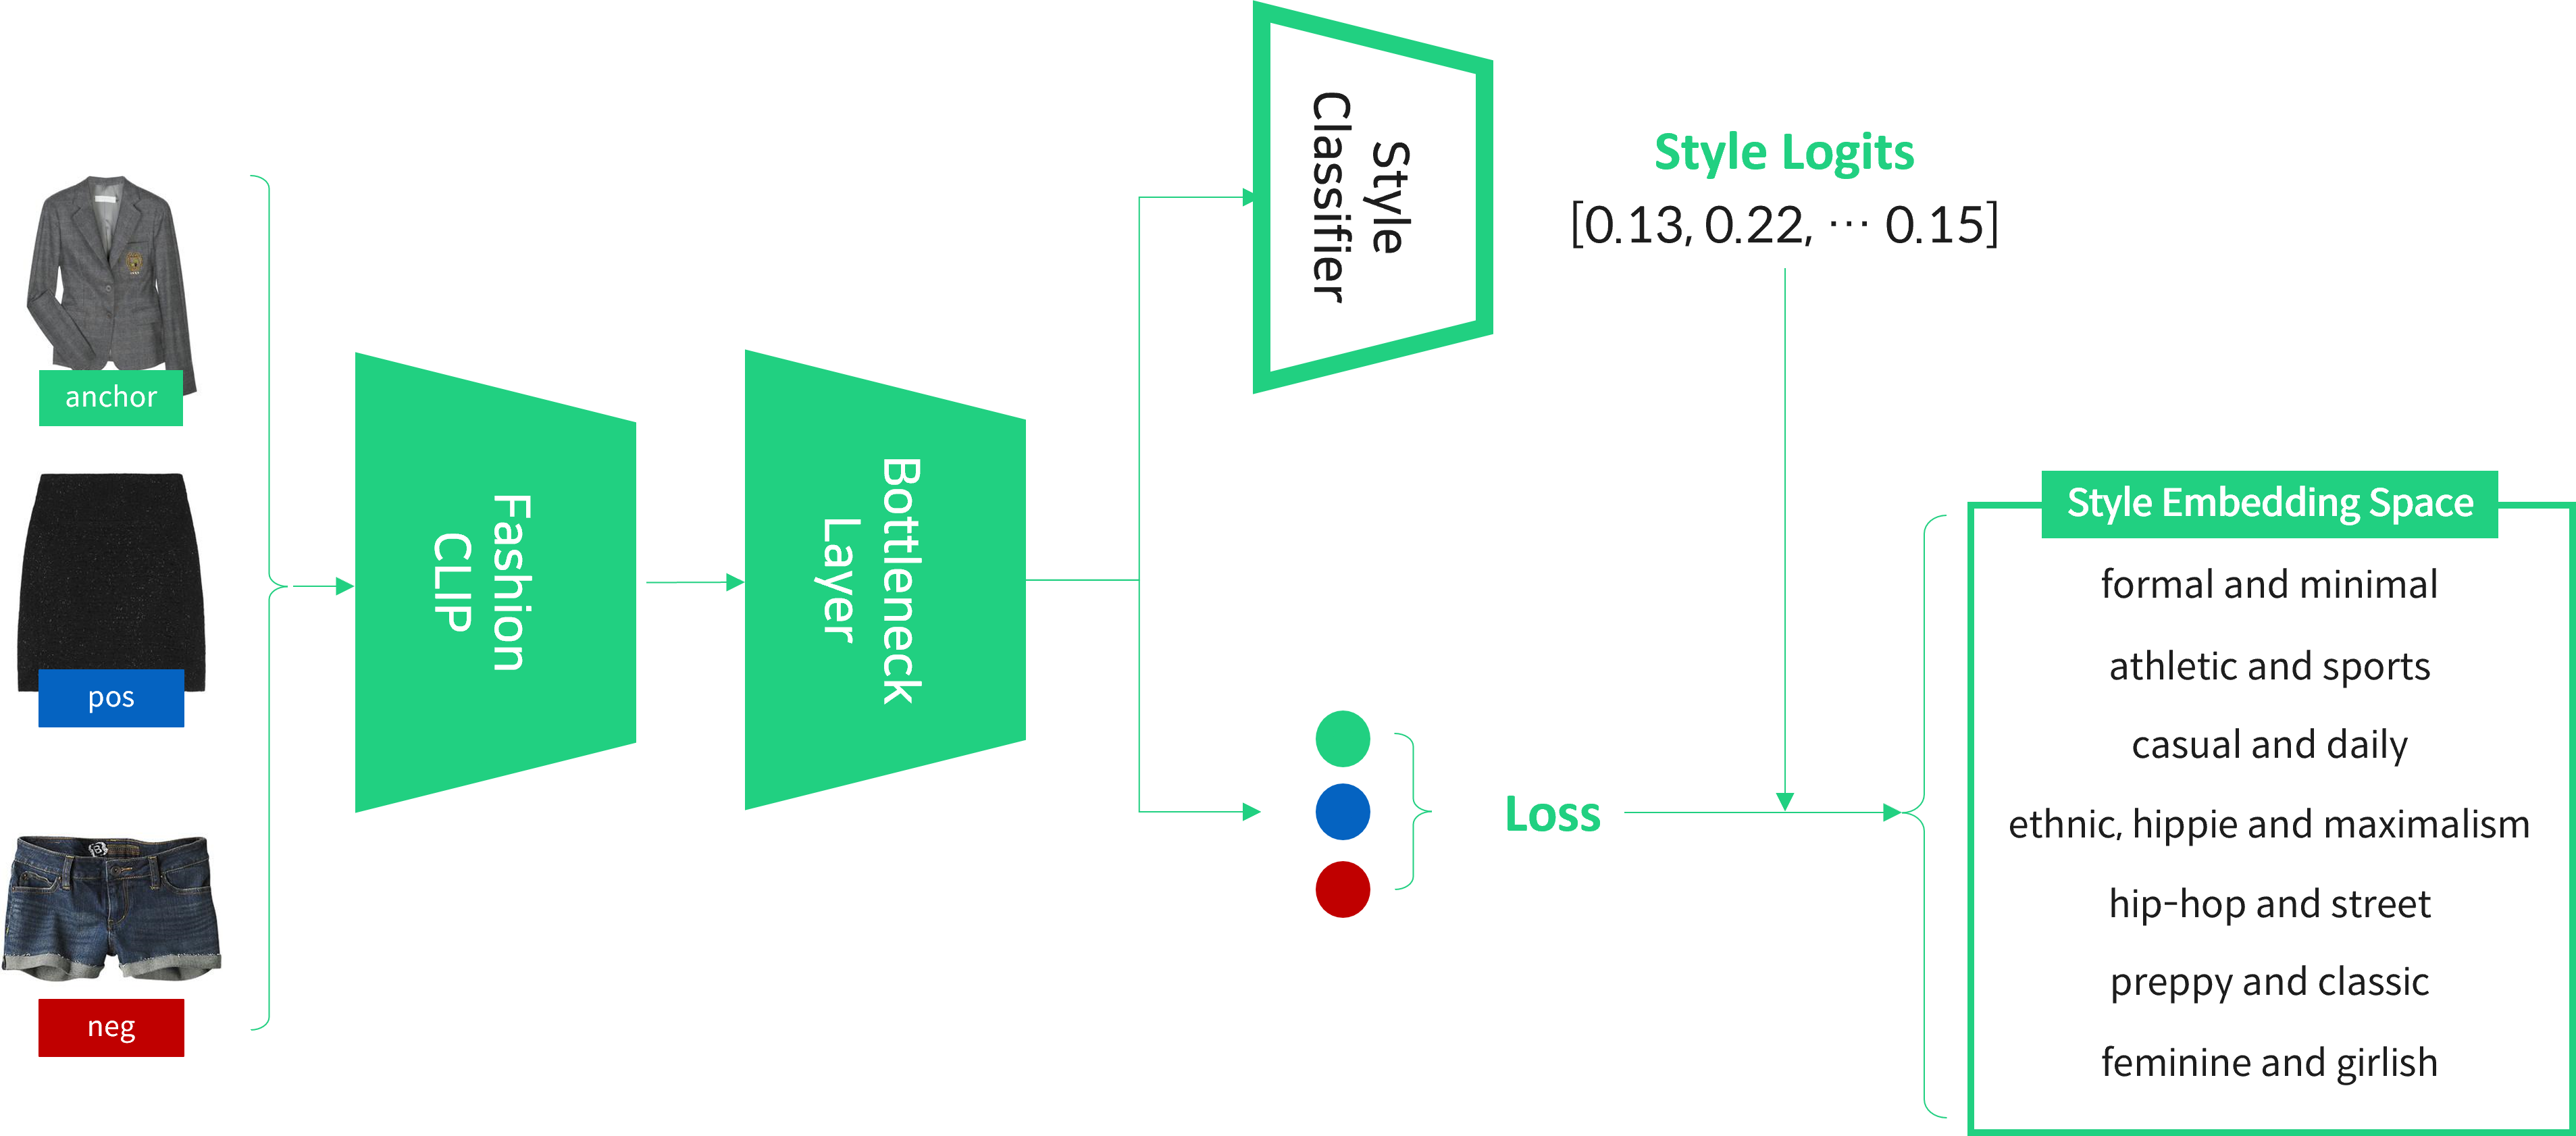 anchor
pos
neg
Fashion
CLIP
Bottleneck
Layer
Style
Classifier
Style Logits
[0.13, 0.22, ··· 0.15]
Loss
Style Embedding Space
formal and minimal
athletic and sports
casual and daily
ethnic, hippie and maximalism
hip-hop and street
preppy and classic
feminine and girlish